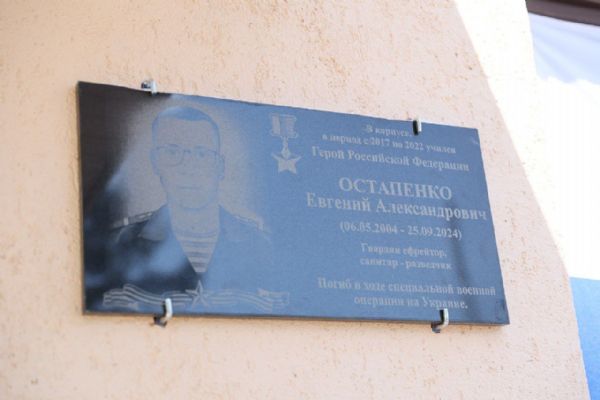 В корпусе,
в период с 2017 по 2022 учился
Герой Российской Федерации
ОСТАПЕНКО
Евгений Александрович
(06.05.2004 - 25.09.2024)
Гвардии ефрейтор,
санитар - разведчик
Погиб в ходе специальной военной
операции на Украине.